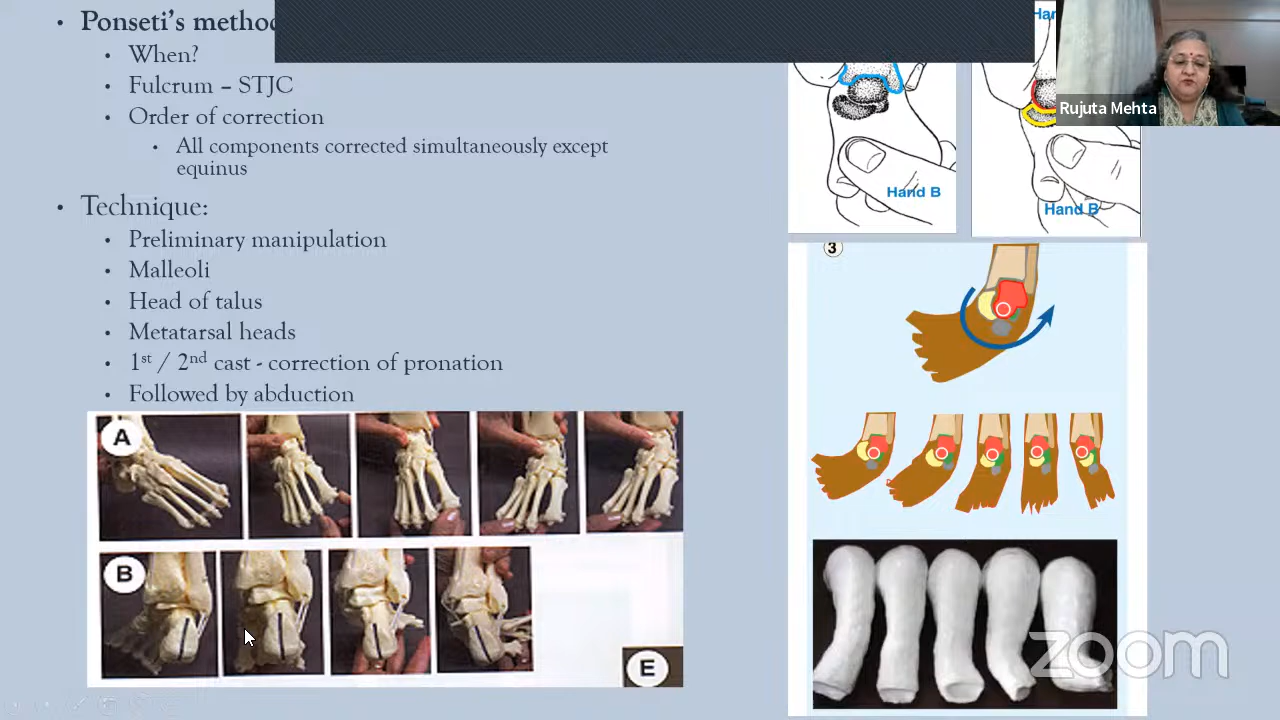 • Ponseti's method
• When?
• Fulcrum – STJC
• Order of correction
• All components corrected simultaneously except
equinus
• Technique:
• Preliminary manipulation
• Malleoli
• Head of talus
• Metatarsal heads
• 1st / 2nd cast - correction of pronation
• Followed by abduction
A
B
E
Hand B
Han
Hand B
3
Rujuta Mehta
zoom